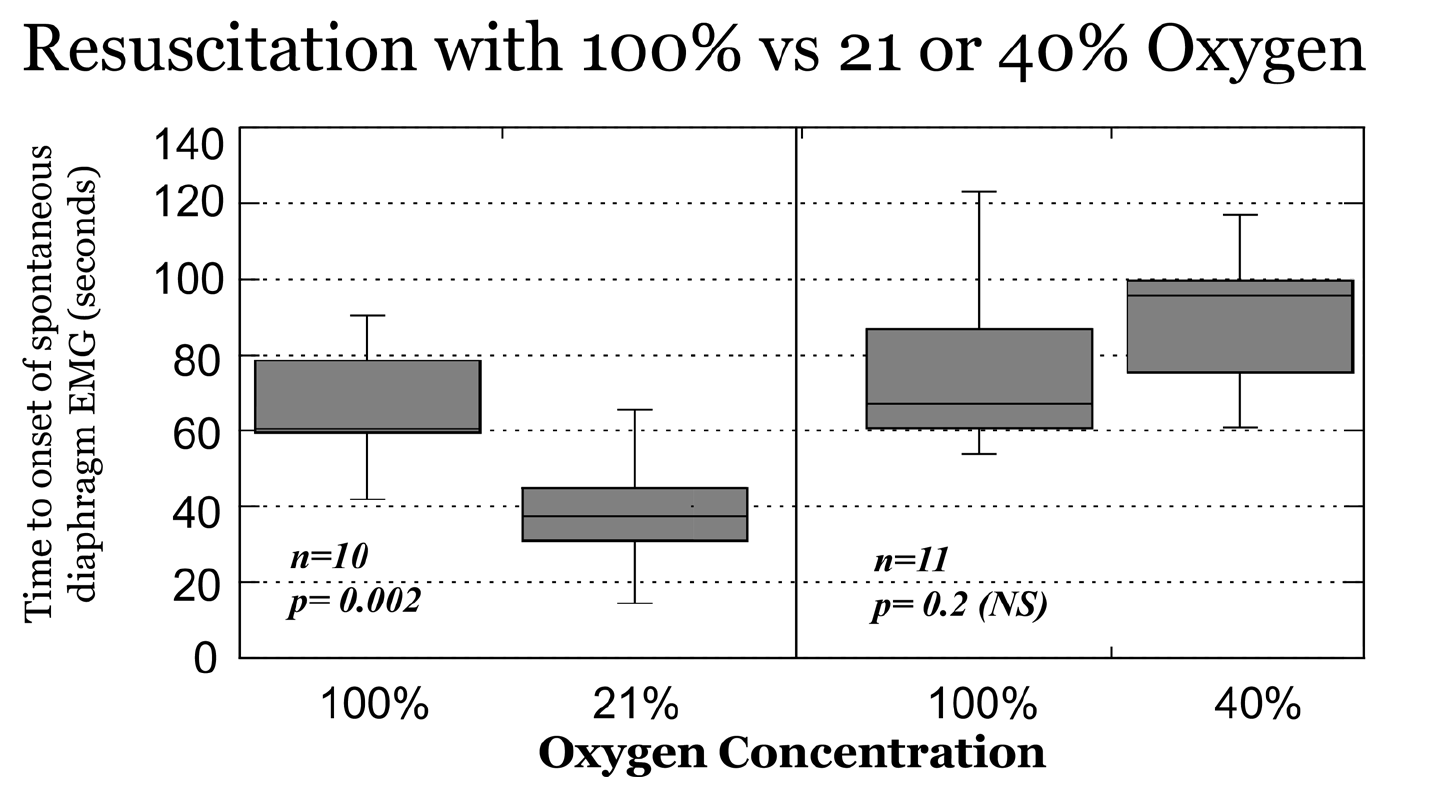 Resuscitation with 100% vs 21 or 40% Oxygen
Time to onset of spontaneous
diaphragm EMG (seconds)
140
120
100
80
60
40
20
0
n=10
p= 0.002
n=11
p= 0.2 (NS)
100%
21%
100%
40%
Oxygen Concentration